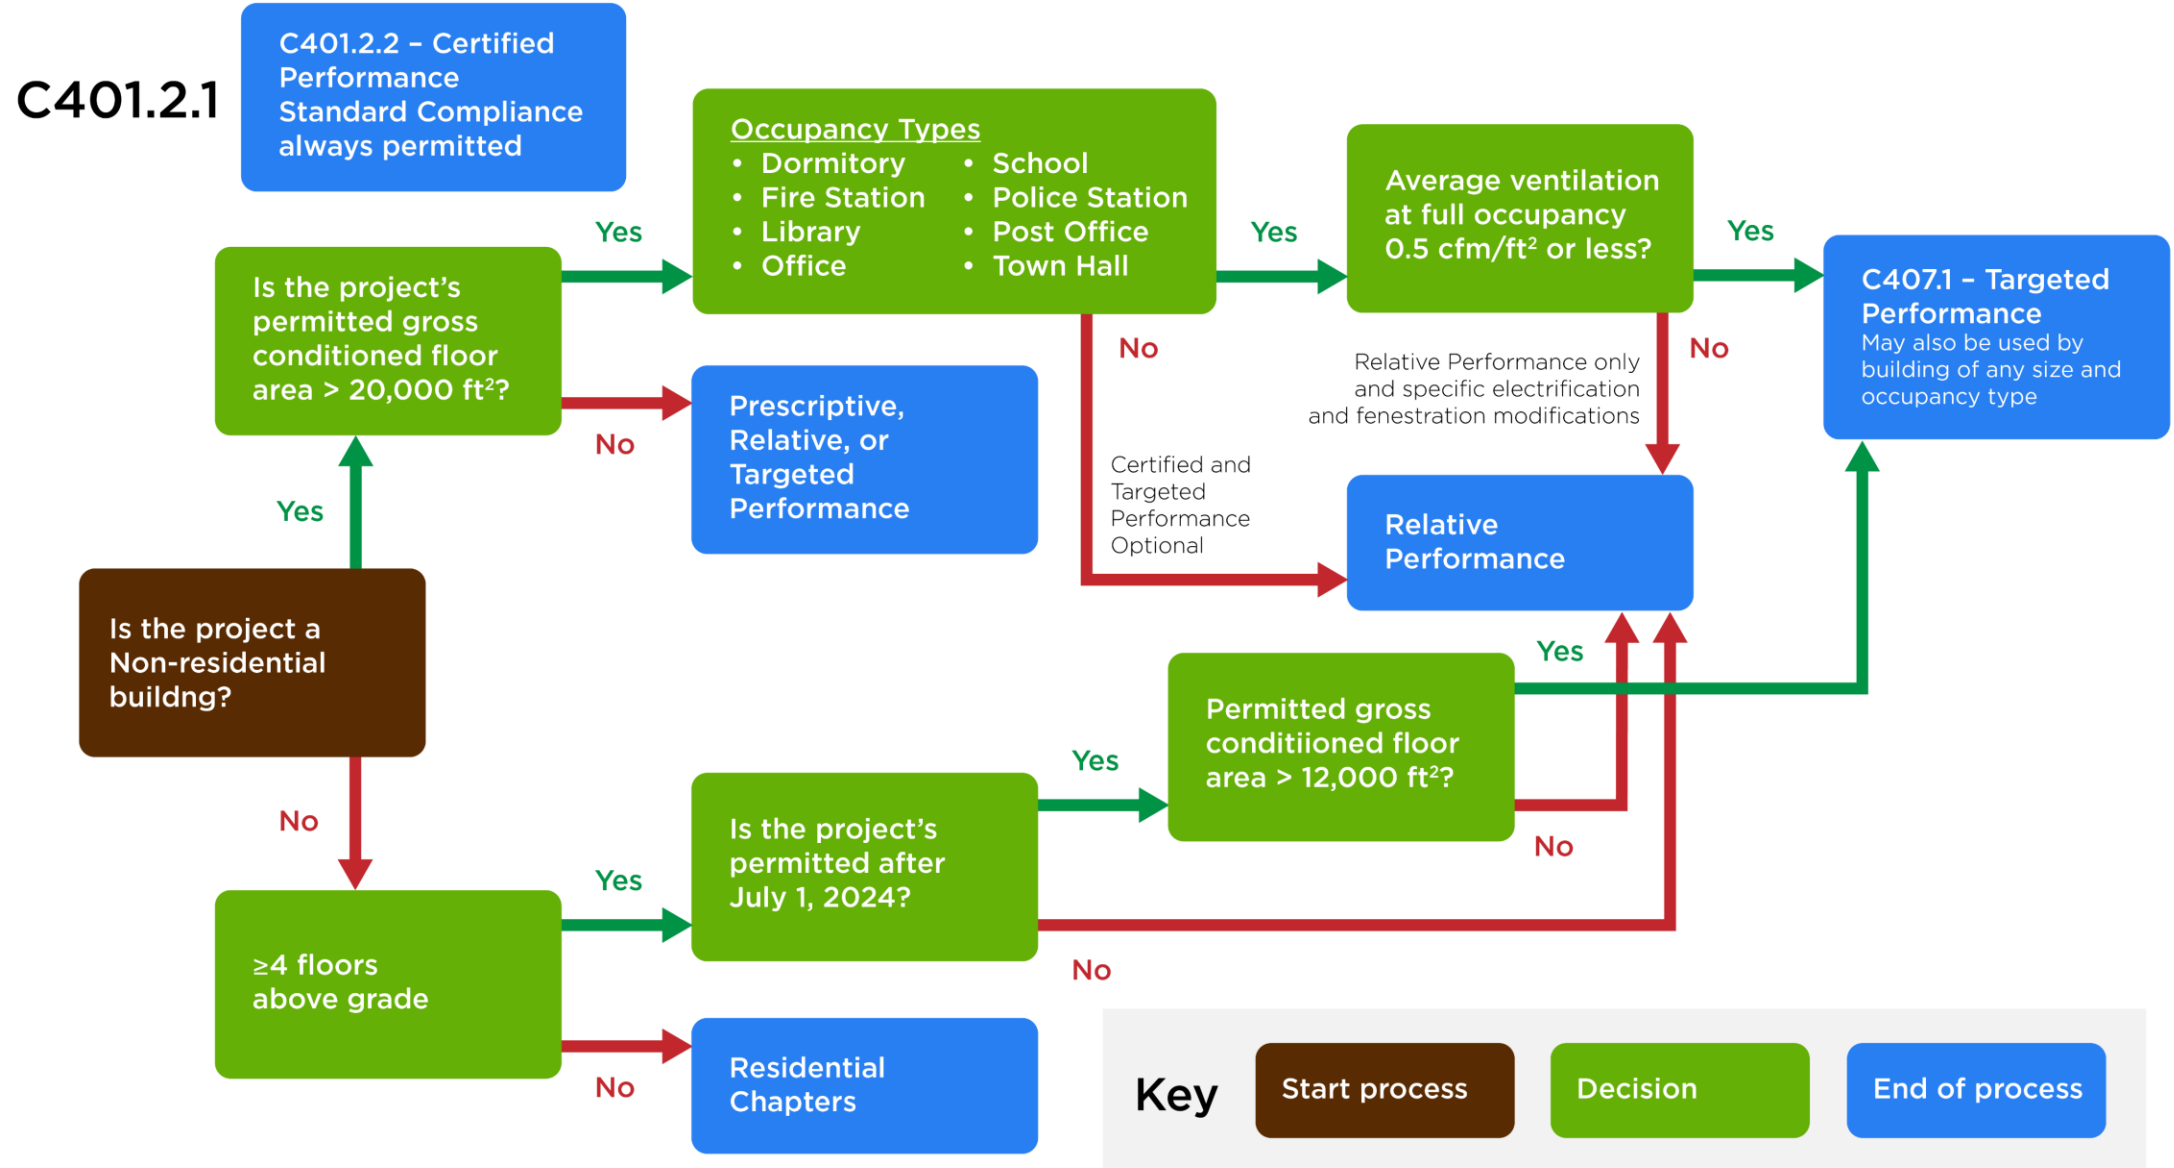 C401.2.1
C401.2.2 – Certified
Performance
Standard Compliance
always permitted
Is the project a
Non-residential
buildng?
Yes
No
Is the project’s
permitted gross
conditioned floor
area > 20,000 ft²?
Yes
No
Occupancy Types
• Dormitory
• Fire Station
• Library
• Office
• School
• Police Station
• Post Office
• Town Hall
Yes
No
Certified and
Targeted
Performance
Optional
Average ventilation
at full occupancy
0.5 cfm/ft² or less?
Yes
No
Relative Performance only
and specific electrification
and fenestration modifications
C407.1 – Targeted
Performance
May also be used by
building of any size and
occupancy type
Prescriptive,
Relative, or
Targeted
Performance
Relative
Performance
≥4 floors
above grade
Yes
No
Is the project’s
permitted after
July 1, 2024?
Yes
No
Permitted gross
conditiioned floor
area > 12,000 ft²?
Yes
No
Residential
Chapters
Key
Start process
Decision
End of process